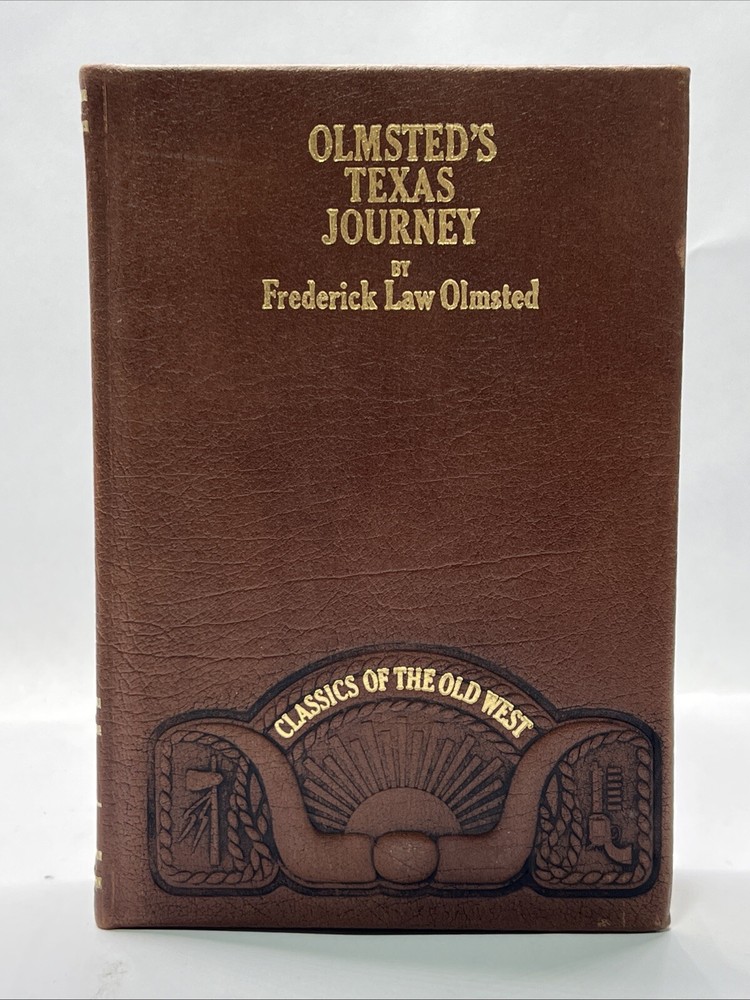 OLMSTED'S
TEXAS
JOURNEY
BY
Frederick Law Olmsted
CLASSICS OF THE OLD WEST